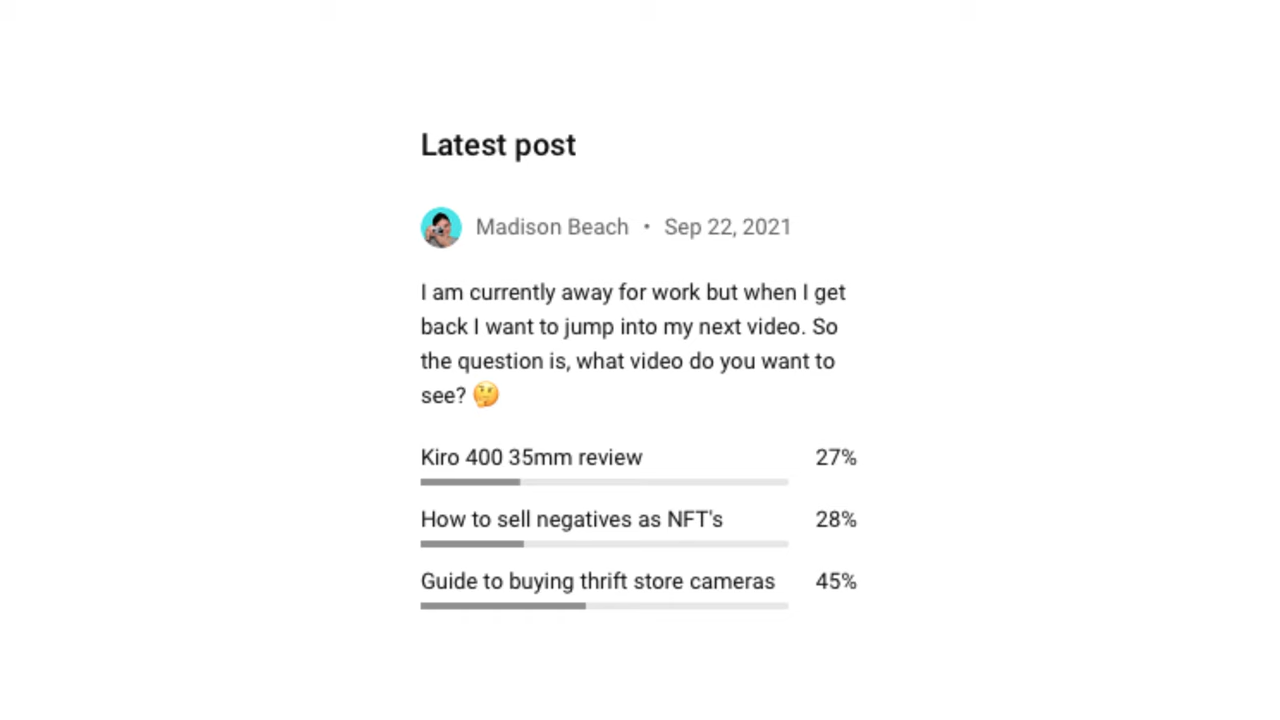 Latest post
Madison Beach • Sep 22, 2021
I am currently away for work but when I get
back I want to jump into my next video. So
the question is, what video do you want to
see? 🤔
Kiro 400 35mm review 27%
How to sell negatives as NFT's 28%
Guide to buying thrift store cameras 45%